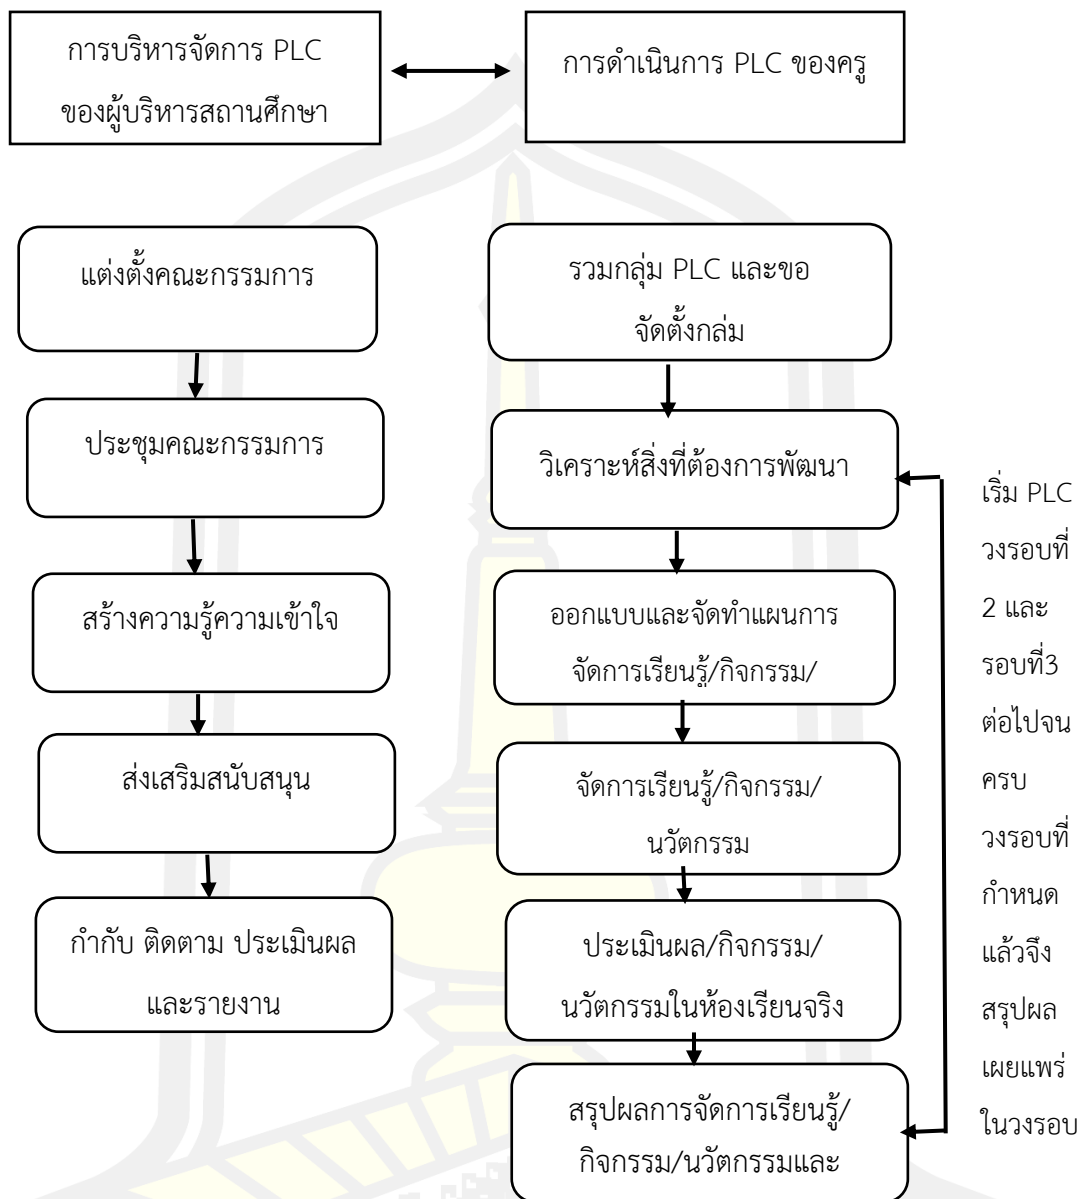 การบริหารจัดการ PLC
ของผู้บริหารสถานศึกษา
การดำเนินการ PLC ของครู
แต่งตั้งคณะกรรมการ
ประชุมคณะกรรมการ
สร้างความรู้ความเข้าใจ
ส่งเสริมสนับสนุน
กำกับ ติดตาม ประเมินผล
และรายงาน
รวมกลุ่ม PLC และขอ
จัดตั้งกล่ม
วิเคราะห์สิ่งที่ต้องการพัฒนา
ออกแบบและจัดทำแผนการ
จัดการเรียนรู้/กิจกรรม/
จัดการเรียนรู้/กิจกรรม/
นวัตกรรม
ประเมินผล/กิจกรรม/
นวัตกรรมในห้องเรียนจริง
สรุปผลการจัดการเรียนรู้/
กิจกรรม/นวัตกรรมและ
เริ่ม PLC
วงรอบที่
2 และ
รอบที่3
ต่อไปจน
ครบ
วงรอบที่
กำหนด
แล้วจึง
สรุปผล
เผยแพร่
ในวงรอบ